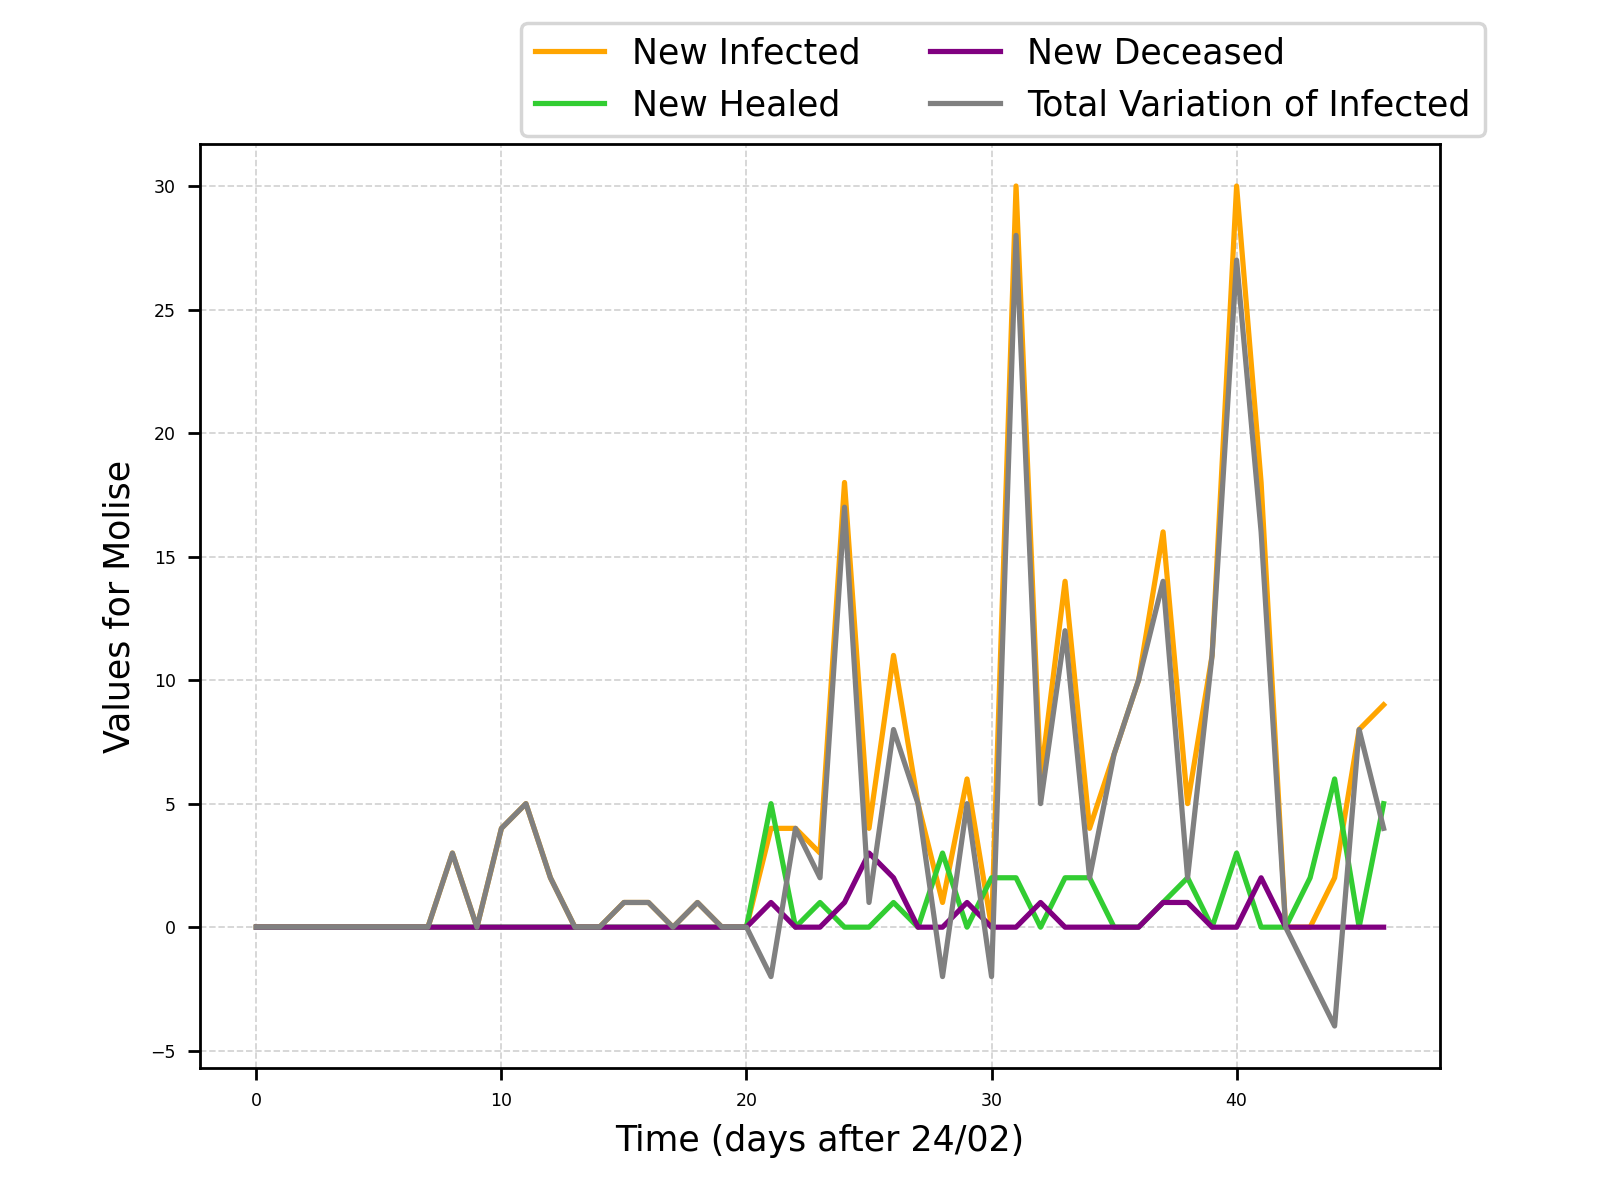 New Infected
New Healed
New Deceased
Total Variation of Infected
30
25
20
15
10
5
0
−5
Values for Molise
0 10 20 30 40
Time (days after 24/02)